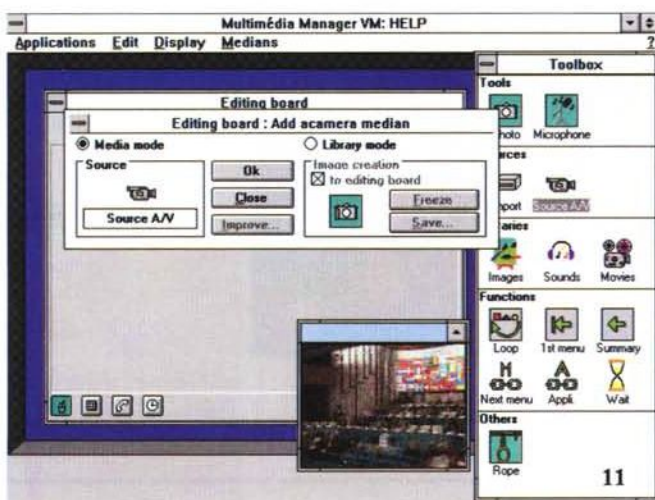 Multimédia Manager VM: HELP
Applications Edit Display Medians ?
Toolbox
Tools
Photo Microphone
Editing board
Editing board : Add acamera median
Media mode
Library mode
Source
Source A/V
Ok
Close
Improve...
Image creation
to editing board
Freeze
Save...
urces
port Source A/V
aries
Images Sounds Movies
Functions
Loop 1st menu Summary
Next menu Appli. Wait
Others
Rope
11